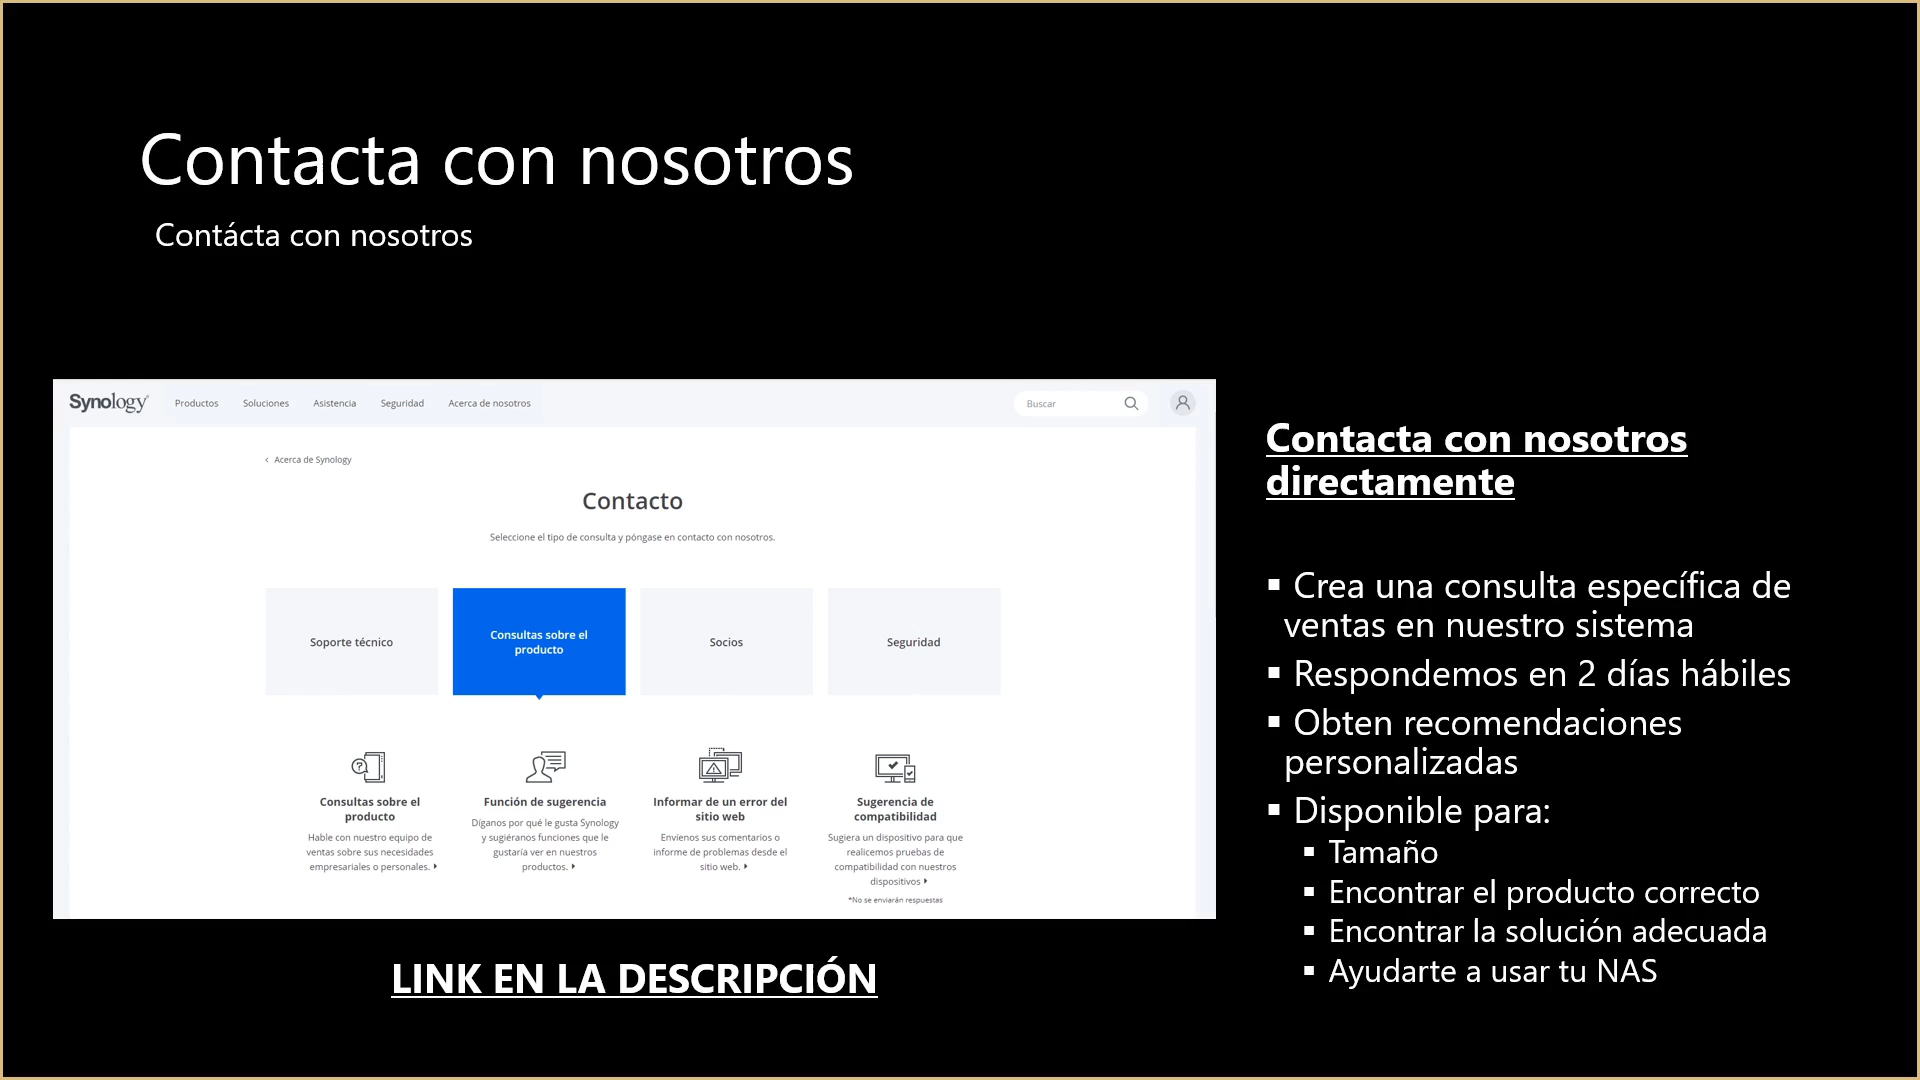 Contacta con nosotros
Contácta con nosotros
Synology
Productos
Soluciones
Asistencia
Seguridad
Acerca de nosotros
Buscar
‹ Acerca de Synology
Contacto
Seleccione el tipo de consulta y póngase en contacto con nosotros.
Soporte técnico
Consultas sobre el
producto
Socios
Seguridad
Consultas sobre el
producto
Hable con nuestro equipo de
ventas sobre sus necesidades
empresariales o personales.
Función de sugerencia
Díganos por qué le gusta Synology
y sugiéranos funciones que le
gustaría ver en nuestros
productos.
Informar de un error del
sitio web
Envíenos sus comentarios o
informe de problemas desde el
sitio web.
Sugerencia de
compatibilidad
Sugiera un dispositivo para que
realicemos pruebas de
compatibilidad con nuestros
dispositivos
*No se enviarán respuestas
LINK EN LA DESCRIPCIÓN
Contacta con nosotros
directamente
▪ Crea una consulta específica de
ventas en nuestro sistema
▪ Respondemos en 2 días hábiles
▪ Obten recomendaciones
personalizadas
▪ Disponible para:
▪ Tamaño
▪ Encontrar el producto correcto
▪ Encontrar la solución adecuada
▪ Ayudarte a usar tu NAS